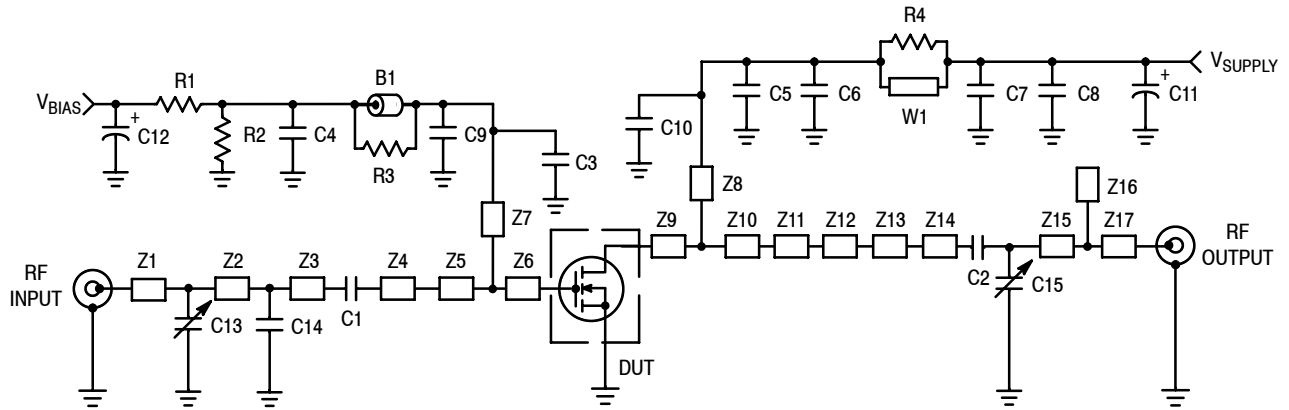 R4
V_SUPPLY
B1
R1
V_BIAS
+
C12
R2
C4
R3
C9
C3
C10
C5
C6
W1
C7
C8
+
C11
Z7
Z8
Z16
Z9
Z10
Z11
Z12
Z13
Z14
Z15
Z17
RF
OUTPUT
RF
INPUT
Z1
Z2
Z3
Z4
Z5
Z6
C2
C15
C13
C14
C1
DUT